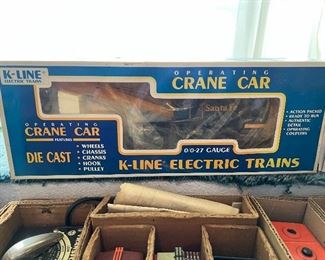 K-LINE
ELECTRIC TRAINS
OPERATING
CRANE CAR
OPERATING
CRANE CAR
FEATURES
DIE CAST
• WHEELS
• CHASSIS
• CRANKS
• HOOK
• PULLEY
Santa Fe
• ACTION PACKED
• READY TO RUN
• AUTHENTIC DETAIL
• OPERATING COUPLERS
0/0-27 GAUGE
K-LINE ELECTRIC TRAINS